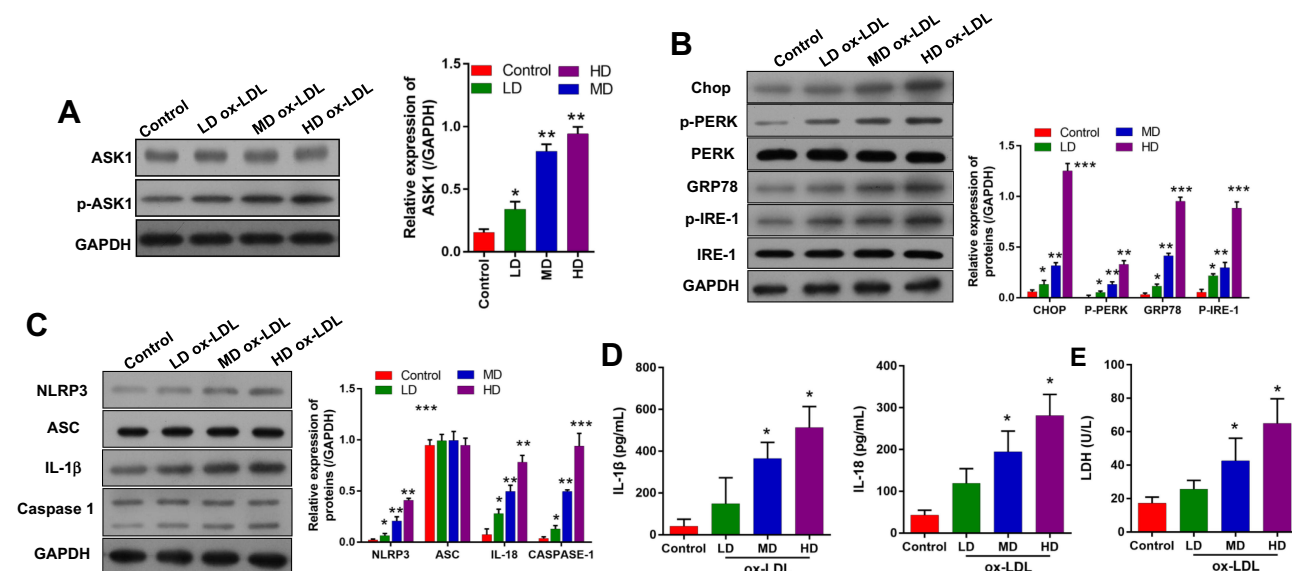 A
Control
LD ox-LDL
MD ox-LDL
HD ox-LDL
ASK1
p-ASK1
GAPDH
Relative expression of
ASK1 (/GAPDH)
1.5
1.0
0.5
0.0
Control
HD
LD
MD
*
**
**
Control
LD
MD
HD
B
Control
LD ox-LDL
MD ox-LDL
HD ox-LDL
Chop
p-PERK
PERK
GRP78
p-IRE-1
IRE-1
GAPDH
Relative expression of
proteins (/GAPDH)
1.5
1.0
0.5
0.0
Control
MD
LD
HD
* ** ***
* ** **
* ** ***
* ** ***
CHOP P-PERK GRP78 P-IRE-1
C
Control
LD ox-LDL
MD ox-LDL
HD ox-LDL
NLRP3
ASC
IL-1β
Caspase 1
GAPDH
Relative expression of
proteins (/GAPDH)
1.5
1.0
0.5
0.0
Control
MD
LD
HD
* ** **
***
* ** **
* ** ***
NLRP3 ASC IL-18 CASPASE-1
D
IL-1β (pg/mL)
800
600
400
200
0
* *
Control LD MD HD
ox-LDL
IL-18 (pg/mL)
400
300
200
100
0
* *
Control LD MD HD
ox-LDL
E
LDH (U/L)
100
80
60
40
20
0
* *
Control LD MD HD
ox-LDL